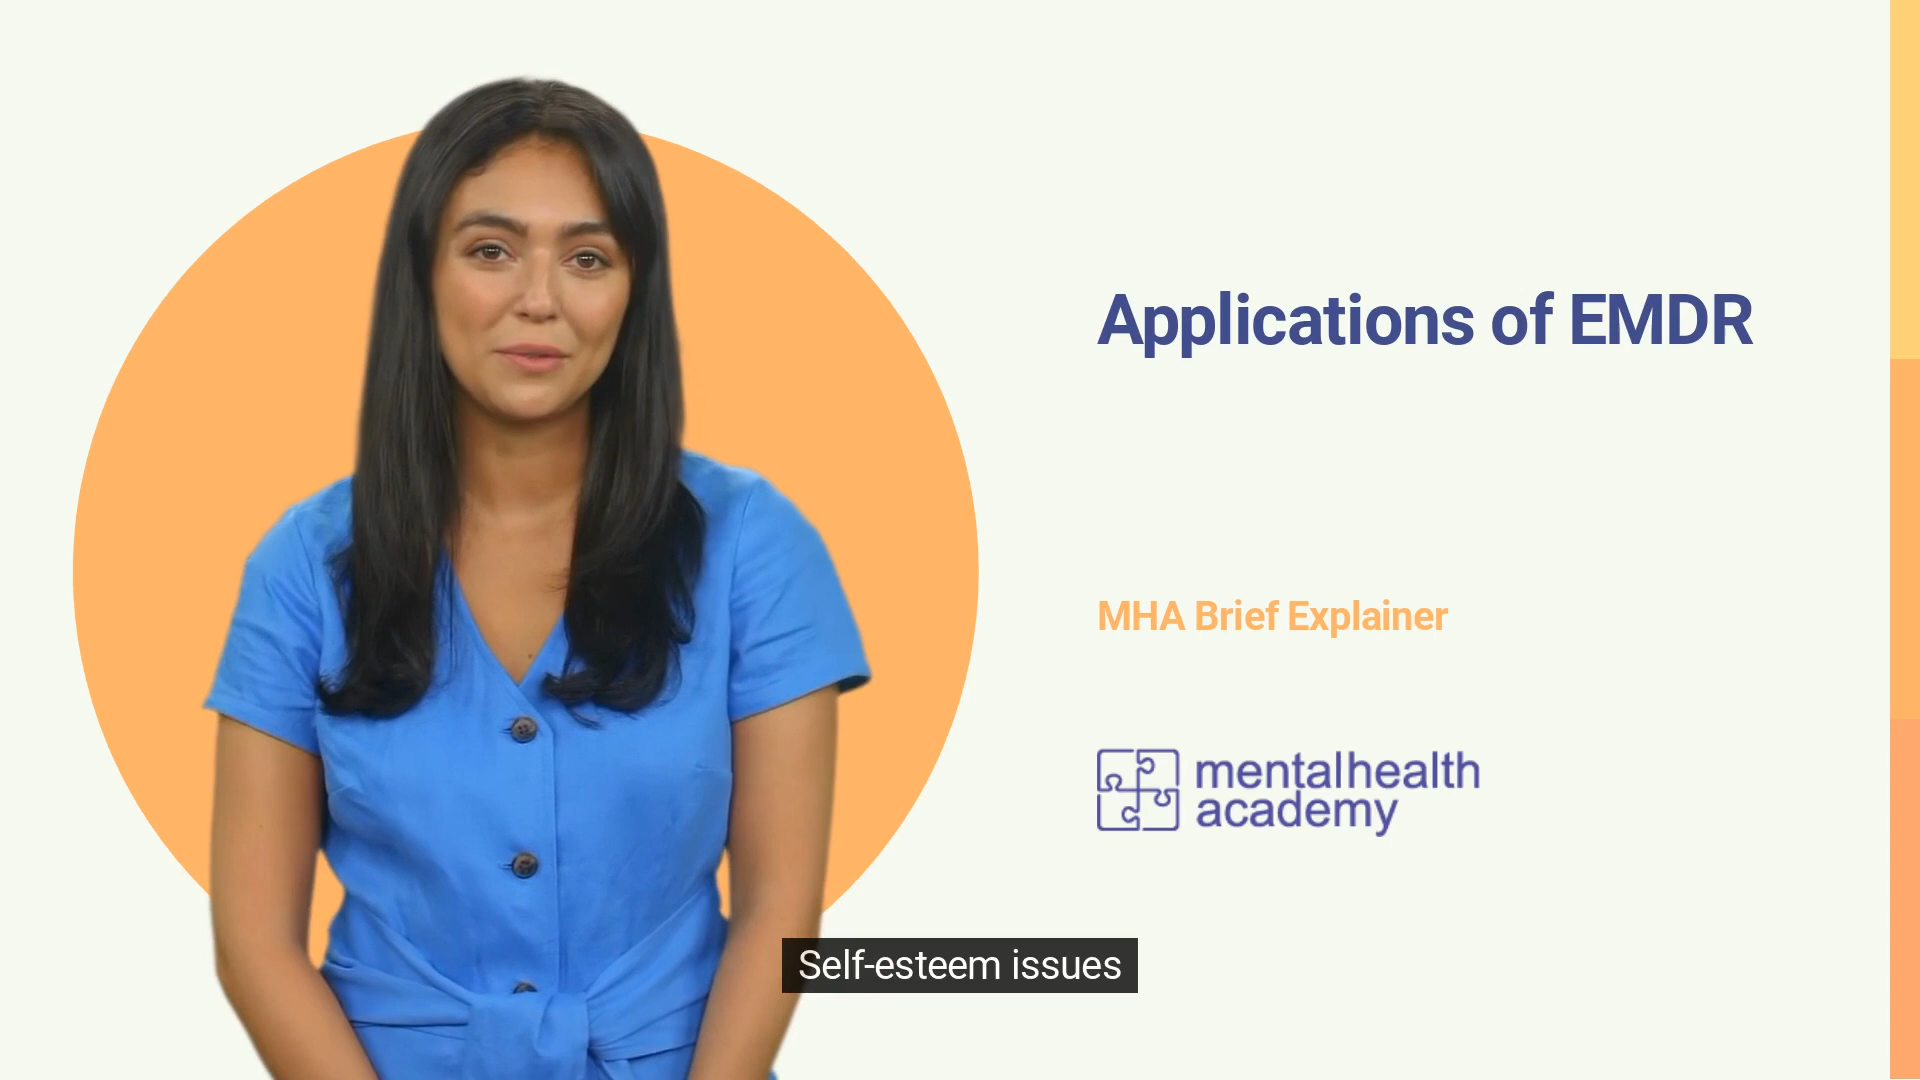 Applications of EMDR
MHA Brief Explainer
mentalhealth
academy
Self-esteem issues